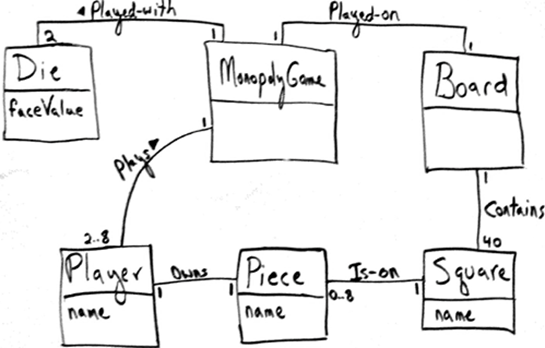 ◄ Played-with
Played-on
2
1
1
1
Die
faceValue
MonopolyGame
Board
1
Plays ►
1
Contains
2..8
40
Player
name
Owns
1
1
Piece
name
Is-on
0..8
1
Square
name